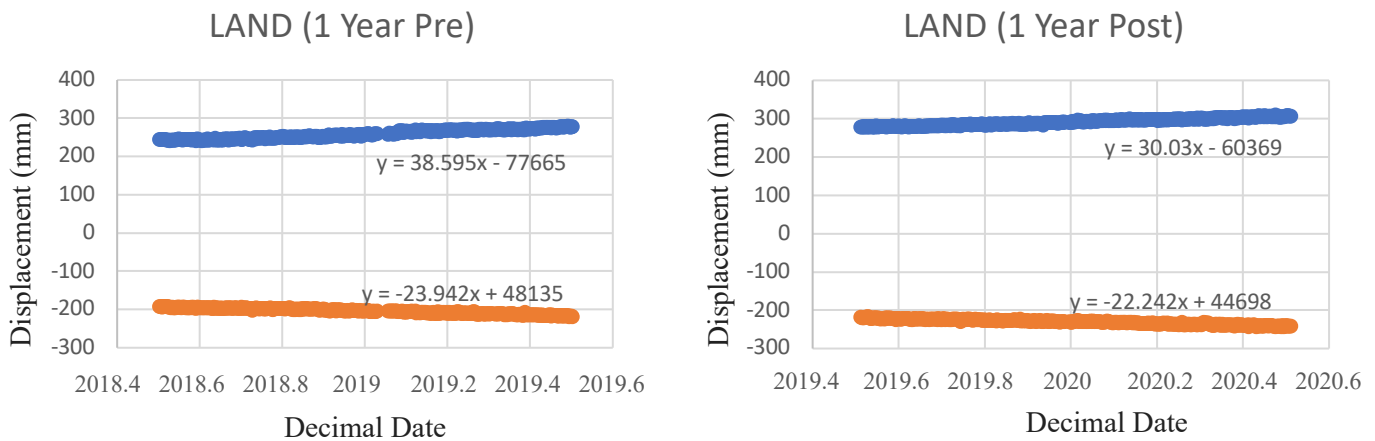 LAND (1 Year Pre)
400
300
200
100
0
-100
-200
-300
y = 38.595x - 77665
y = -23.942x + 48135
2018.4 2018.6 2018.8 2019 2019.2 2019.4 2019.6
Displacement (mm)
Decimal Date
LAND (1 Year Post)
400
300
200
100
0
-100
-200
-300
y = 30.03x - 60369
y = -22.242x + 44698
2019.4 2019.6 2019.8 2020 2020.2 2020.4 2020.6
Displacement (mm)
Decimal Date